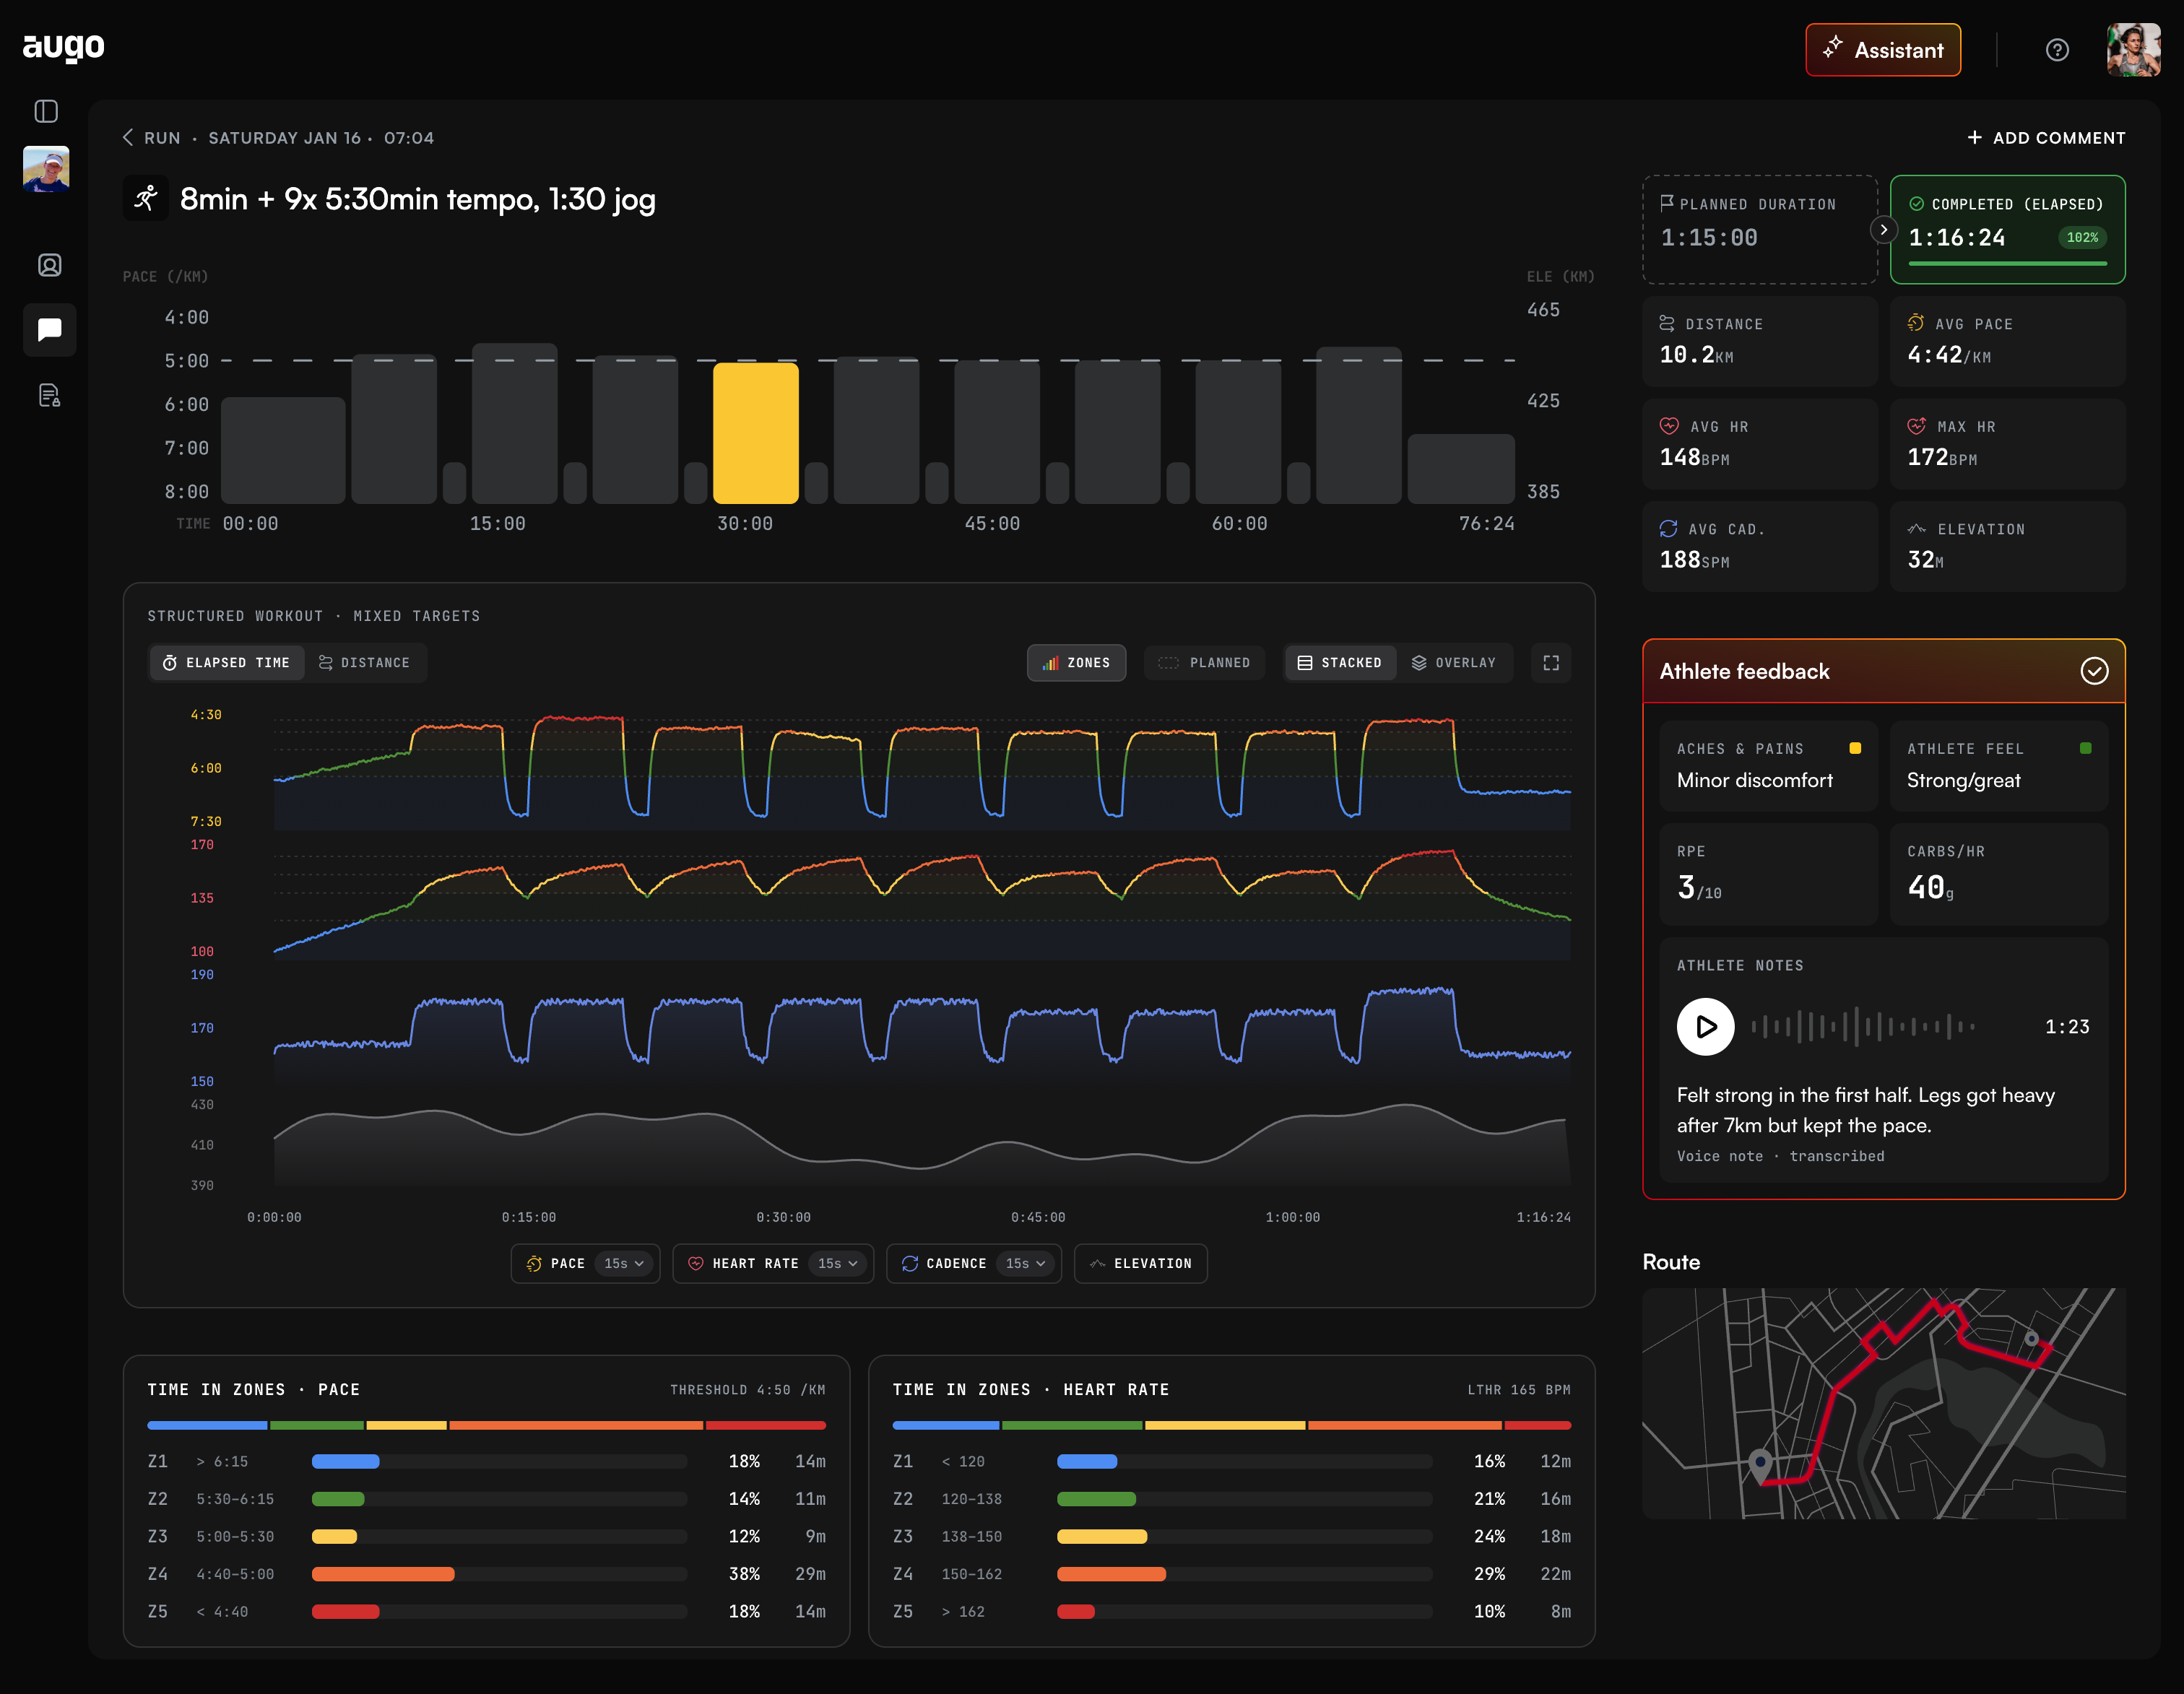 augo
Assistant
RUN · SATURDAY JAN 16 · 07:04
+ ADD COMMENT
8min + 9x 5:30min tempo, 1:30 jog
PACE (/KM)
ELE (KM)
4:00
5:00
6:00
7:00
8:00
465
425
385
TIME 00:00 15:00 30:00 45:00 60:00 76:24
PLANNED DURATION
1:15:00
COMPLETED (ELAPSED)
1:16:24 102%
DISTANCE
10.2KM
AVG PACE
4:42/KM
AVG HR
148BPM
MAX HR
172BPM
AVG CAD.
188SPM
ELEVATION
32M
STRUCTURED WORKOUT · MIXED TARGETS
ELAPSED TIME DISTANCE ZONES PLANNED STACKED OVERLAY
4:30
6:00
7:30
170
135
100
190
170
150
430
410
390
0:00:00 0:15:00 0:30:00 0:45:00 1:00:00 1:16:24
PACE 15s HEART RATE 15s CADENCE 15s ELEVATION
Athlete feedback
ACHES & PAINS
Minor discomfort
ATHLETE FEEL
Strong/great
RPE
3/10
CARBS/HR
40g
ATHLETE NOTES
1:23
Felt strong in the first half. Legs got heavy
after 7km but kept the pace.
Voice note · transcribed
Route
TIME IN ZONES · PACE THRESHOLD 4:50 /KM
Z1 > 6:15 18% 14m
Z2 5:30–6:15 14% 11m
Z3 5:00–5:30 12% 9m
Z4 4:40–5:00 38% 29m
Z5 < 4:40 18% 14m
TIME IN ZONES · HEART RATE LTHR 165 BPM
Z1 < 120 16% 12m
Z2 120–138 21% 16m
Z3 138–150 24% 18m
Z4 150–162 29% 22m
Z5 > 162 10% 8m